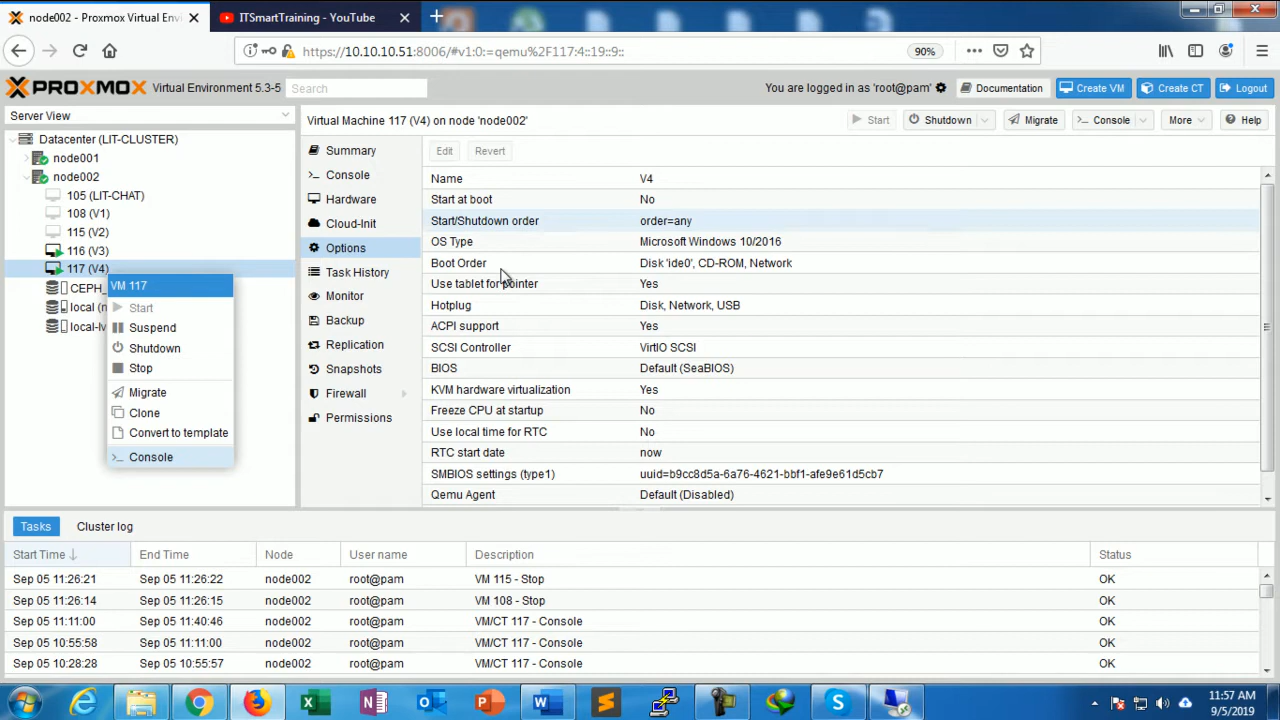 node002 - Proxmox Virtual Envi
ITSmartTraining - YouTube
https://10.10.10.51:8006/#v1:0:=qemu%2F117:4::19::9::
90%
PROXMOX Virtual Environment 5.3-5
Search
You are logged in as 'root@pam'
Documentation
Create VM
Create CT
Logout
Server View
Virtual Machine 117 (V4) on node 'node002'
Start
Shutdown
Migrate
Console
More
Help
Datacenter (LIT-CLUSTER)
node001
node002
105 (LIT-CHAT)
108 (V1)
115 (V2)
116 (V3)
117 (V4)
CEPH_
local (n
local-lv
VM 117
Start
Suspend
Shutdown
Stop
Migrate
Clone
Convert to template
Console
Summary
Console
Hardware
Cloud-Init
Options
Task History
Monitor
Backup
Replication
Snapshots
Firewall
Permissions
Edit
Revert
Name V4
Start at boot No
Start/Shutdown order order=any
OS Type Microsoft Windows 10/2016
Boot Order Disk 'ide0', CD-ROM, Network
Use tablet for pointer Yes
Hotplug Disk, Network, USB
ACPI support Yes
SCSI Controller VirtIO SCSI
BIOS Default (SeaBIOS)
KVM hardware virtualization Yes
Freeze CPU at startup No
Use local time for RTC No
RTC start date now
SMBIOS settings (type1) uuid=b9cc8d5a-6a76-4621-bbf1-afe9e61d5cb7
Qemu Agent Default (Disabled)
Tasks Cluster log
Start Time End Time Node User name Description Status
Sep 05 11:26:21 Sep 05 11:26:22 node002 root@pam VM 115 - Stop OK
Sep 05 11:26:14 Sep 05 11:26:15 node002 root@pam VM 108 - Stop OK
Sep 05 11:11:00 Sep 05 11:40:46 node002 root@pam VM/CT 117 - Console OK
Sep 05 10:55:58 Sep 05 11:11:00 node002 root@pam VM/CT 117 - Console OK
Sep 05 10:28:28 Sep 05 10:55:57 node002 root@pam VM/CT 117 - Console OK
11:57 AM
9/5/2019